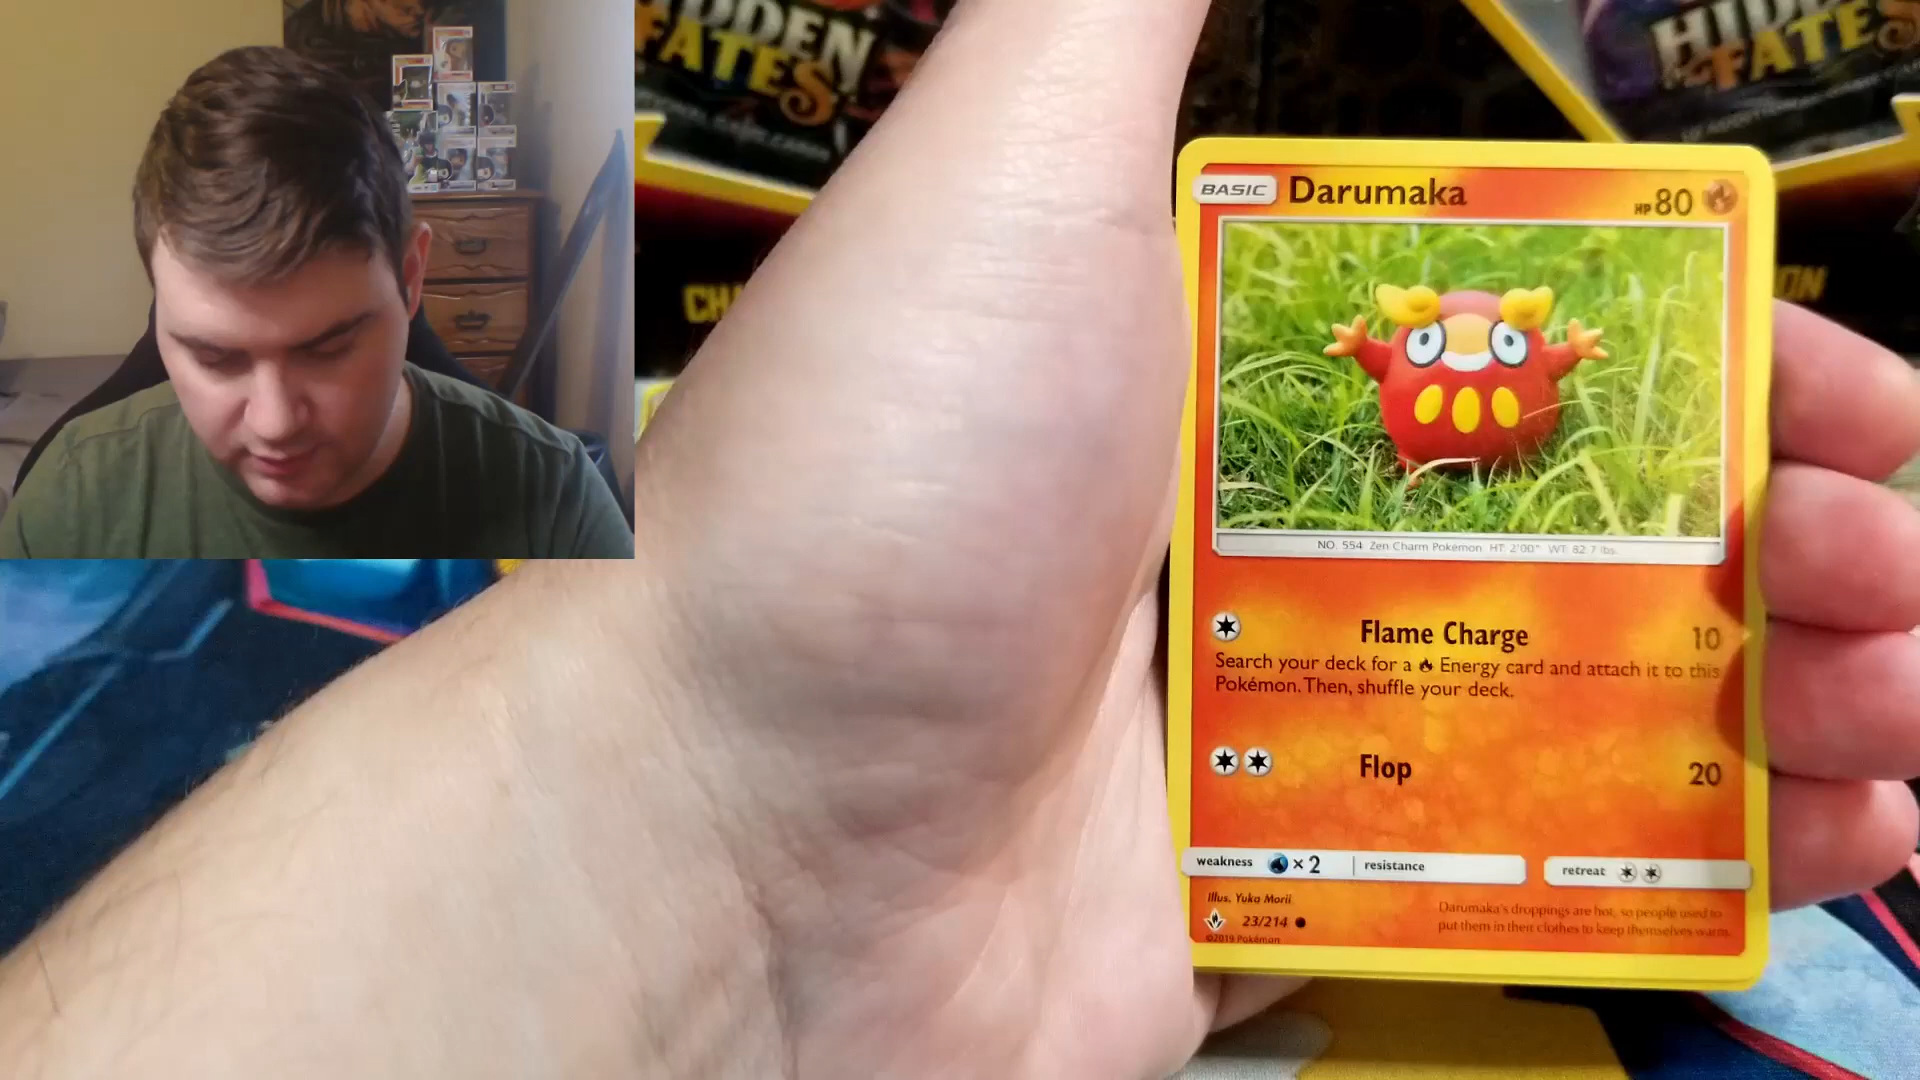 HIDDEN
FATES
HIDD
FATES
CHA
ION
BASIC Darumaka HP 80
NO. 554 Zen Charm Pokémon HT: 2'00" WT: 82.7 lbs.
Flame Charge 10
Search your deck for a Energy card and attach it to this
Pokémon. Then, shuffle your deck.
Flop 20
weakness ×2 resistance retreat
Illus. Yuka Morii
23/214
©2019 Pokémon
Darumaka's droppings are hot, so people used to
put them in their clothes to keep themselves warm.